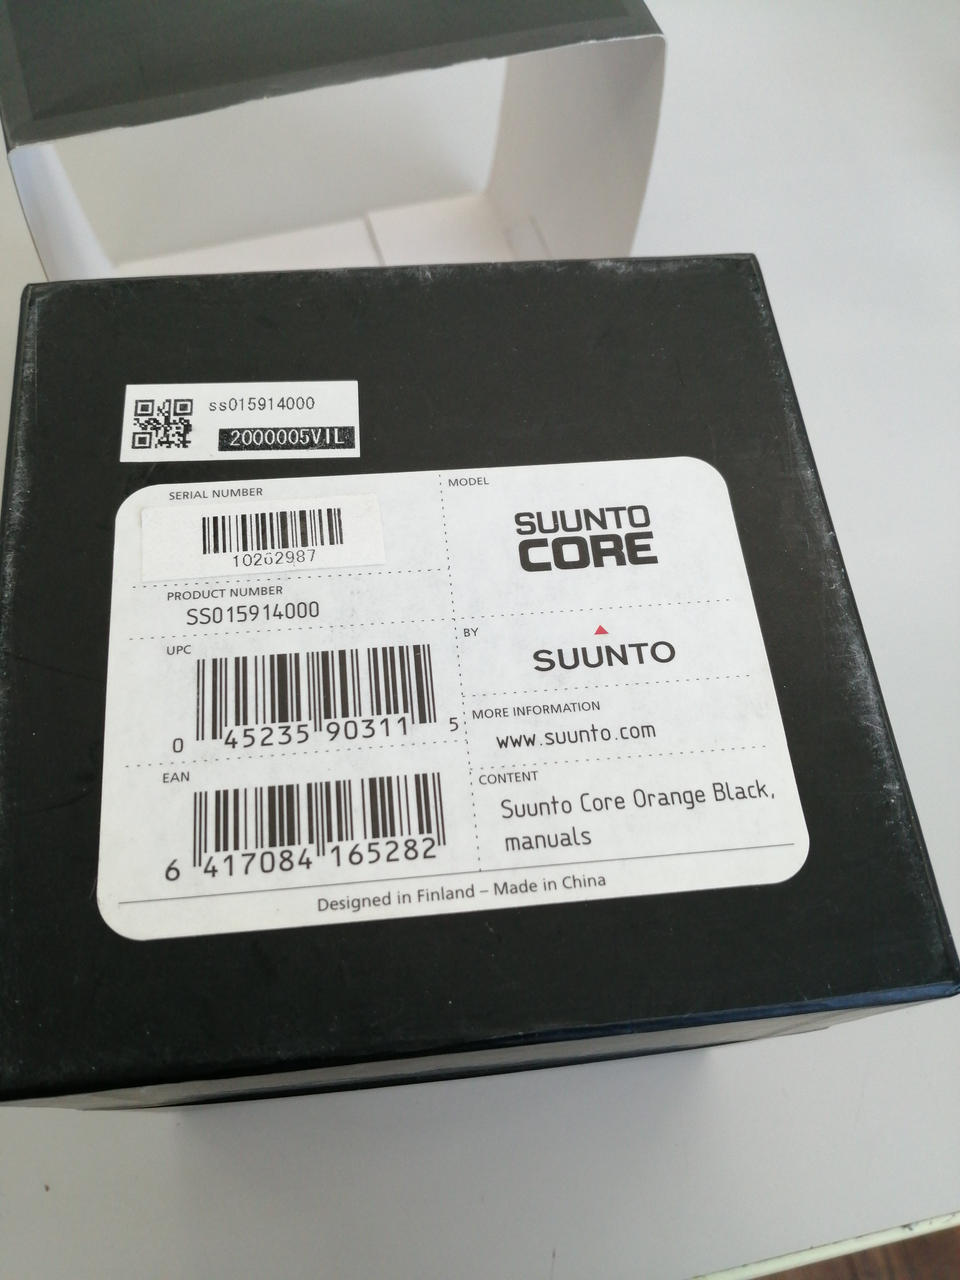 ss015914000
2000005VIL
SERIAL NUMBER
10262987
PRODUCT NUMBER
SS015914000
UPC
0 45235 90311 5
EAN
6 417084 165282
MODEL
SUUNTO
CORE
BY
SUUNTO
MORE INFORMATION
www.suunto.com
CONTENT
Suunto Core Orange Black,
manuals
Designed in Finland – Made in China